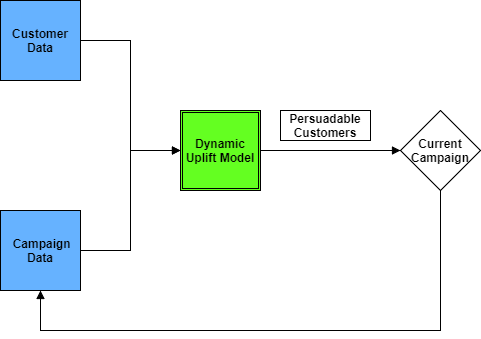 Customer
Data
Persuadable
Customers
Dynamic
Uplift Model
Current
Campaign
Campaign
Data